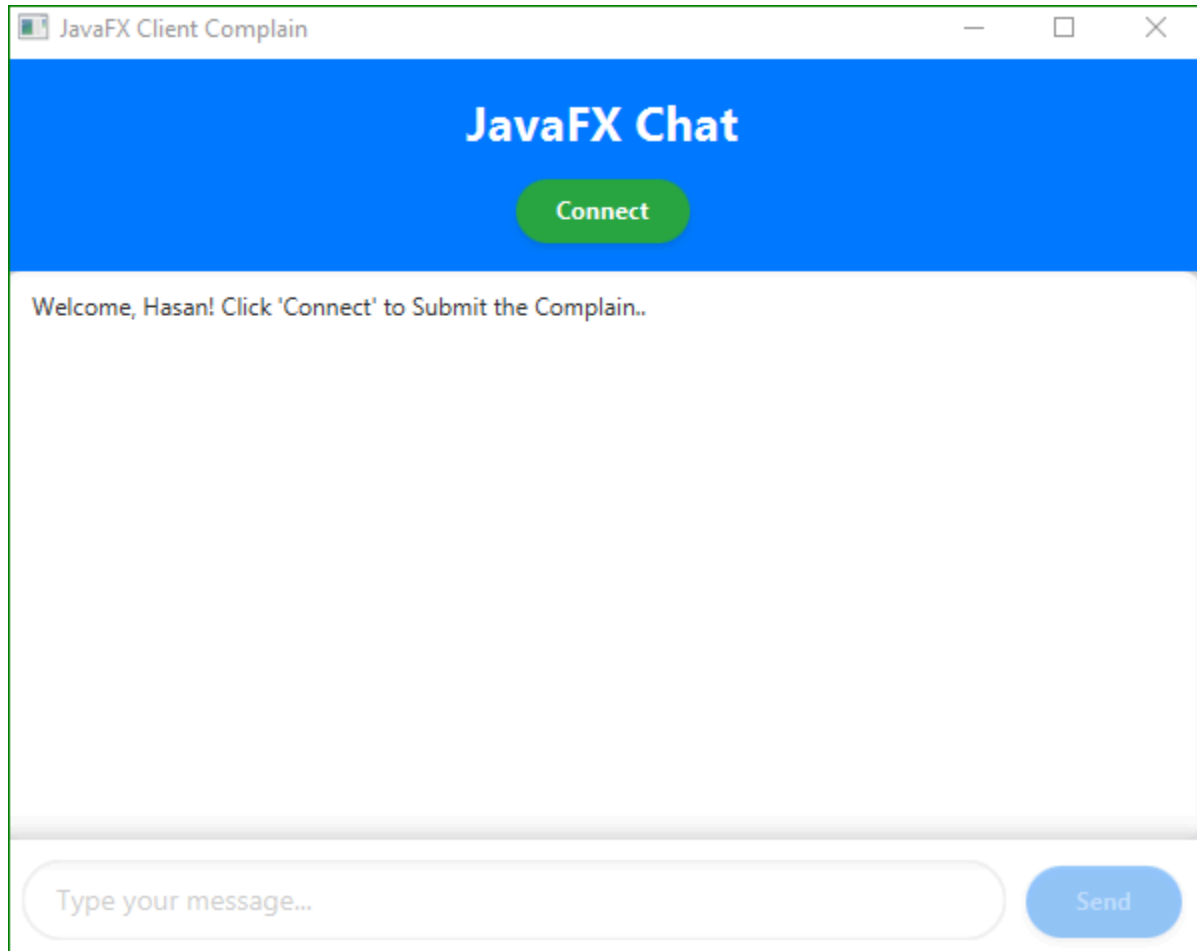 JavaFX Client Complain
JavaFX Chat
Connect
Welcome, Hasan! Click 'Connect' to Submit the Complain..
Type your message...
Send